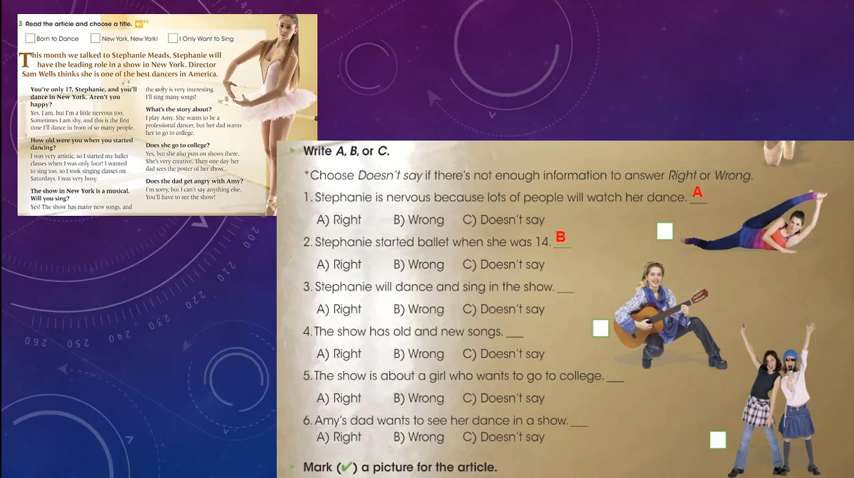 3 Read the article and choose a title.
Born to Dance New York, New York! I Only Want to Sing
This month we talked to Stephanie Meads. Stephanie will
have the leading role in a show in New York. Director
Sam Wells thinks she is one of the best dancers in America.
You're only 17, Stephanie, and you'll
dance in New York. Aren't you
happy?
Yes, I am, but I'm a little nervous too.
Sometimes I am shy, and this is the first
time I'll dance in front of so many people.
How old were you when you started
dancing?
I was very artistic, so I started my ballet
classes when I was only four! I wanted
to sing too, so I took singing classes on
Saturdays. I was very busy.
The show in New York is a musical.
Will you sing?
Yes! The show has many new songs, and
the story is very interesting.
I'll sing many songs!
What's the story about?
I play Amy. She wants to be a
professional dancer, but her dad wants
her to go to college.
Does she go to college?
Yes, but she also puts on shows there.
She's very creative. Then one day her
dad sees the poster of her show...
Does the dad get angry with Amy?
I'm sorry, but I can't say anything else.
You'll have to see the show!
Write A, B, or C.
*Choose Doesn't say if there's not enough information to answer Right or Wrong.
1. Stephanie is nervous because lots of people will watch her dance. A
A) Right B) Wrong C) Doesn't say
2. Stephanie started ballet when she was 14. B
A) Right B) Wrong C) Doesn't say
3. Stephanie will dance and sing in the show. ___
A) Right B) Wrong C) Doesn't say
4. The show has old and new songs. ___
A) Right B) Wrong C) Doesn't say
5. The show is about a girl who wants to go to college. ___
A) Right B) Wrong C) Doesn't say
6. Amy's dad wants to see her dance in a show. ___
A) Right B) Wrong C) Doesn't say
Mark (✓) a picture for the article.